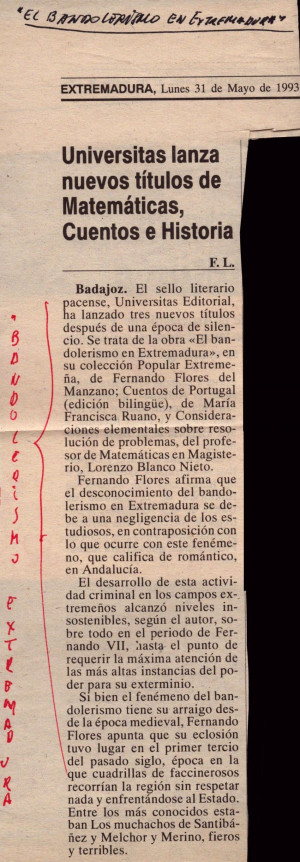 "EL BANDOLERISMO EN EXTREMADURA"
EXTREMADURA, Lunes 31 de Mayo de 1993
Universitas lanza
nuevos títulos de
Matemáticas,
Cuentos e Historia
F. L.
Badajoz. El sello literario
pacense, Universitas Editorial,
ha lanzado tres nuevos títulos
después de una época de silen-
cio. Se trata de la obra «El ban-
dolerismo en Extremadura», en
su colección Popular Extreme-
ña, de Fernando Flores del
Manzano; Cuentos de Portugal
(edición bilingüe), de María
Francisca Ruano, y Considera-
ciones elementales sobre reso-
lución de problemas, del profe-
sor de Matemáticas en Magiste-
rio, Lorenzo Blanco Nieto.
Fernando Flores afirma que
el desconocimiento del bando-
lerismo en Extremadura se de-
be a una negligencia de los es-
tudiosos, en contraposición con
lo que ocurre con este fenóme-
no, que califica de romántico,
en Andalucía.
El desarrollo de esta activi-
dad criminal en los campos ex-
tremeños alcanzó niveles in-
sostenibles, según el autor, so-
bre todo en el periodo de Fer-
nando VII, hasta el punto de
requerir la máxima atención de
las más altas instancias del po-
der para su exterminio.
Si bien el fenómeno del ban-
dolerismo tiene su arraigo des-
de la época medieval, Fernando
Flores apunta que su eclosión
tuvo lugar en el primer tercio
del pasado siglo, época en la
que cuadrillas de faccinerosos
recorrían la región sin respetar
nada y enfrentándose al Estado.
Entre los más conocidos esta-
ban Los muchachos de Santibá-
ñez y Melchor y Merino, fieros
y terribles.
"BANDOLERISMO EXTREMADURA